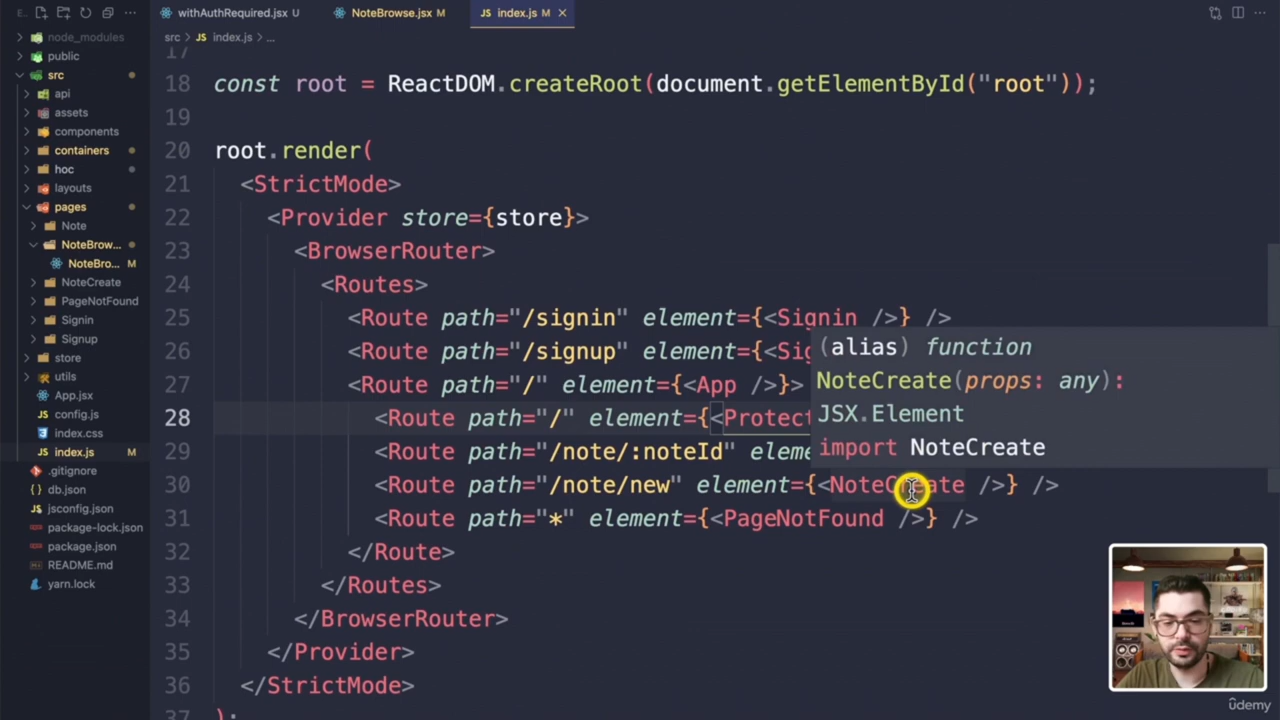 E...
withAuthRequired.jsx U
NoteBrowse.jsx M
JS index.js M
node_modules
public
src
api
assets
components
containers
hoc
layouts
pages
Note
NoteBrow...
NoteBro... M
NoteCreate
PageNotFound
Signin
Signup
store
utils
App.jsx
config.js
index.css
JS index.js M
.gitignore
db.json
jsconfig.json
package-lock.json
package.json
README.md
yarn.lock
src > JS index.js > ...
17
18 const root = ReactDOM.createRoot(document.getElementById("root"));
19
20 root.render(
21 <StrictMode>
22 <Provider store={store}>
23 <BrowserRouter>
24 <Routes>
25 <Route path="/signin" element={<Signin />} />
26 <Route path="/signup" element={<Sig
27 <Route path="/" element={<App />}>
28 <Route path="/" element={<Protect
29 <Route path="/note/:noteId" eleme
30 <Route path="/note/new" element={<NoteCreate />} />
31 <Route path="*" element={<PageNotFound />} />
32 </Route>
33 </Routes>
34 </BrowserRouter>
35 </Provider>
36 </StrictMode>
37 );
(alias) function
NoteCreate(props: any):
JSX.Element
import NoteCreate
ûdemy